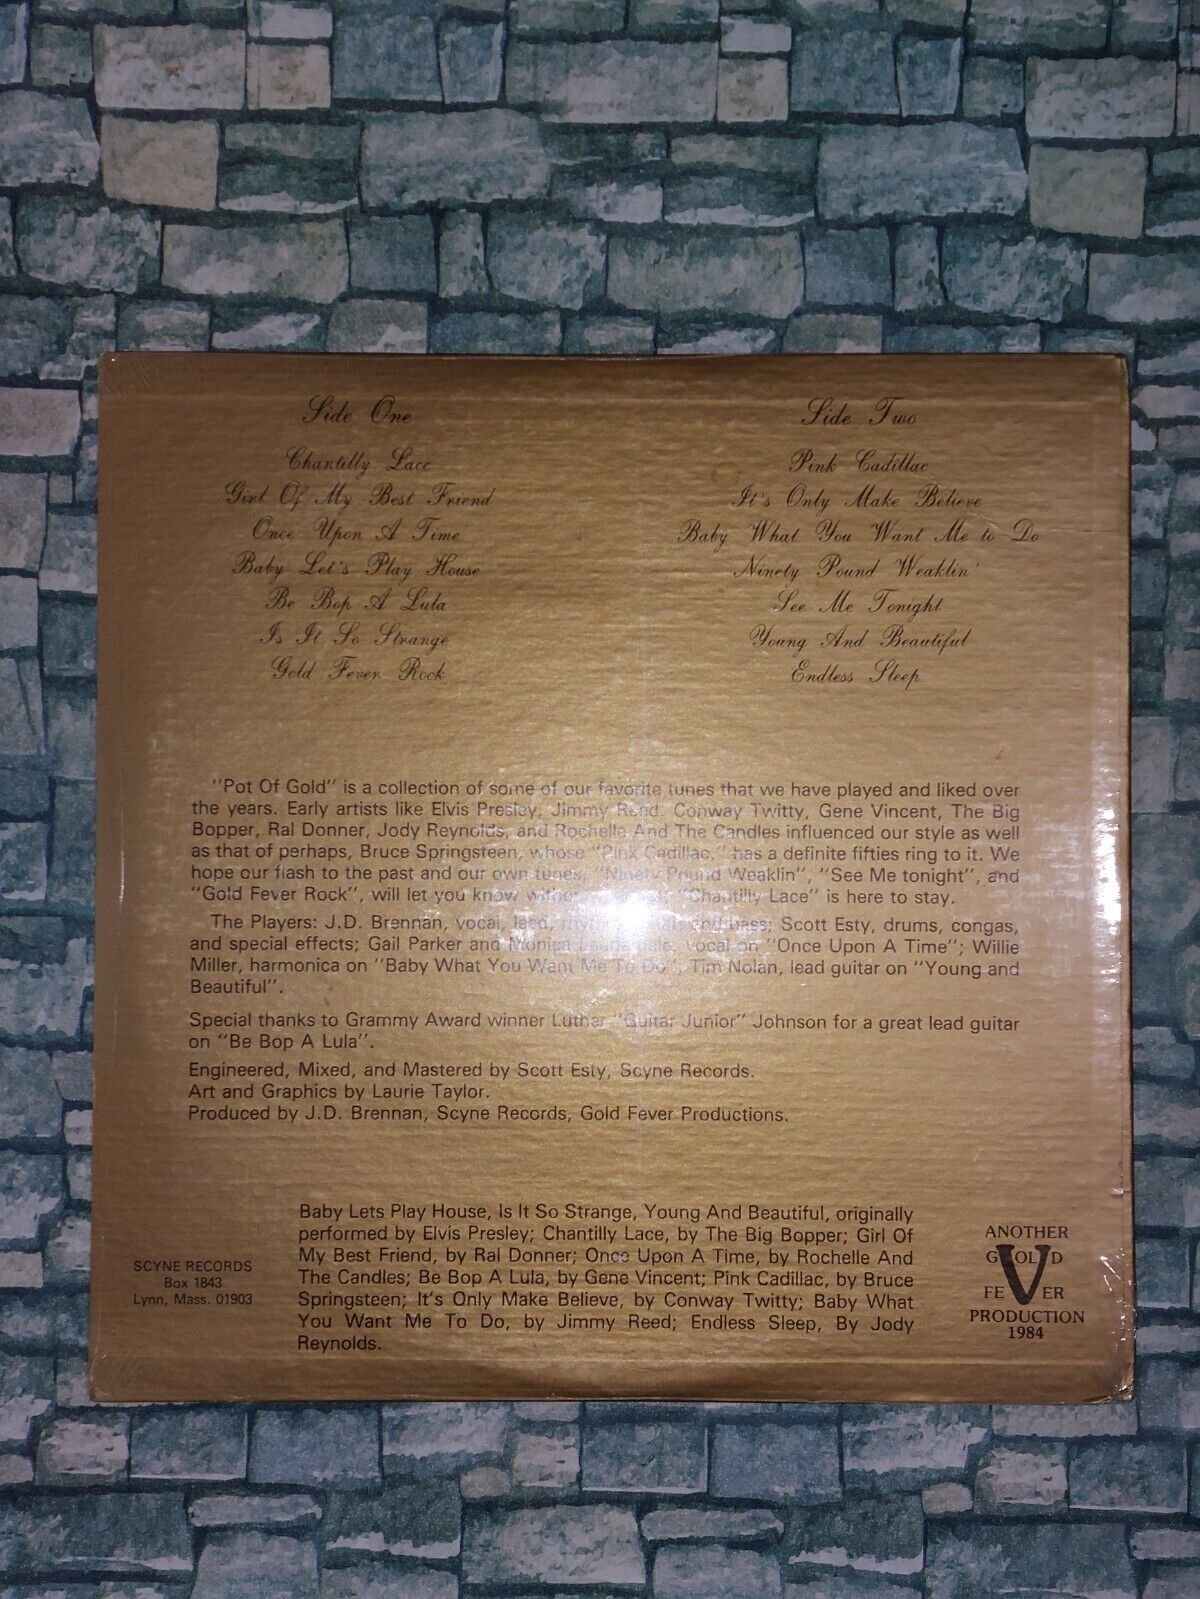 Side One
Chantilly Lace
Girl Of My Best Friend
Once Upon A Time
Baby Let's Play House
Be Bop A Lula
Is It So Strange
Gold Fever Rock
Side Two
Pink Cadillac
It's Only Make Believe
Baby What You Want Me to Do
Ninety Pound Weaklin'
See Me Tonight
Young And Beautiful
Endless Sleep
"Pot Of Gold" is a collection of some of our favorite tunes that we have played and liked over
the years. Early artists like Elvis Presley, Jimmy Reed, Conway Twitty, Gene Vincent, The Big
Bopper, Ral Donner, Jody Reynolds, and Rochelle And The Candles influenced our style as well
as that of perhaps, Bruce Springsteen, whose "Pink Cadillac," has a definite fifties ring to it. We
hope our flash to the past and our own tunes, "Ninety Pound Weaklin", "See Me tonight", and
"Gold Fever Rock", will let you know "Chantilly Lace" is here to stay.
The Players: J.D. Brennan, vocal, lead, and bass; Scott Esty, drums, congas,
and special effects; Gail Parker and Monica vocal on "Once Upon A Time"; Willie
Miller, harmonica on "Baby What You Want Me To Do"; Tim Nolan, lead guitar on "Young and
Beautiful".
Special thanks to Grammy Award winner Luther "Guitar Junior" Johnson for a great lead guitar
on "Be Bop A Lula".
Engineered, Mixed, and Mastered by Scott Esty, Scyne Records.
Art and Graphics by Laurie Taylor.
Produced by J.D. Brennan, Scyne Records, Gold Fever Productions.
SCYNE RECORDS
Box 1843
Lynn, Mass. 01903
Baby Lets Play House, Is It So Strange, Young And Beautiful, originally
performed by Elvis Presley; Chantilly Lace, by The Big Bopper; Girl Of
My Best Friend, by Ral Donner; Once Upon A Time, by Rochelle And
The Candles; Be Bop A Lula, by Gene Vincent; Pink Cadillac, by Bruce
Springsteen; It's Only Make Believe, by Conway Twitty; Baby What
You Want Me To Do, by Jimmy Reed; Endless Sleep, By Jody
Reynolds.
ANOTHER
GOLD
FEVER
PRODUCTION
1984